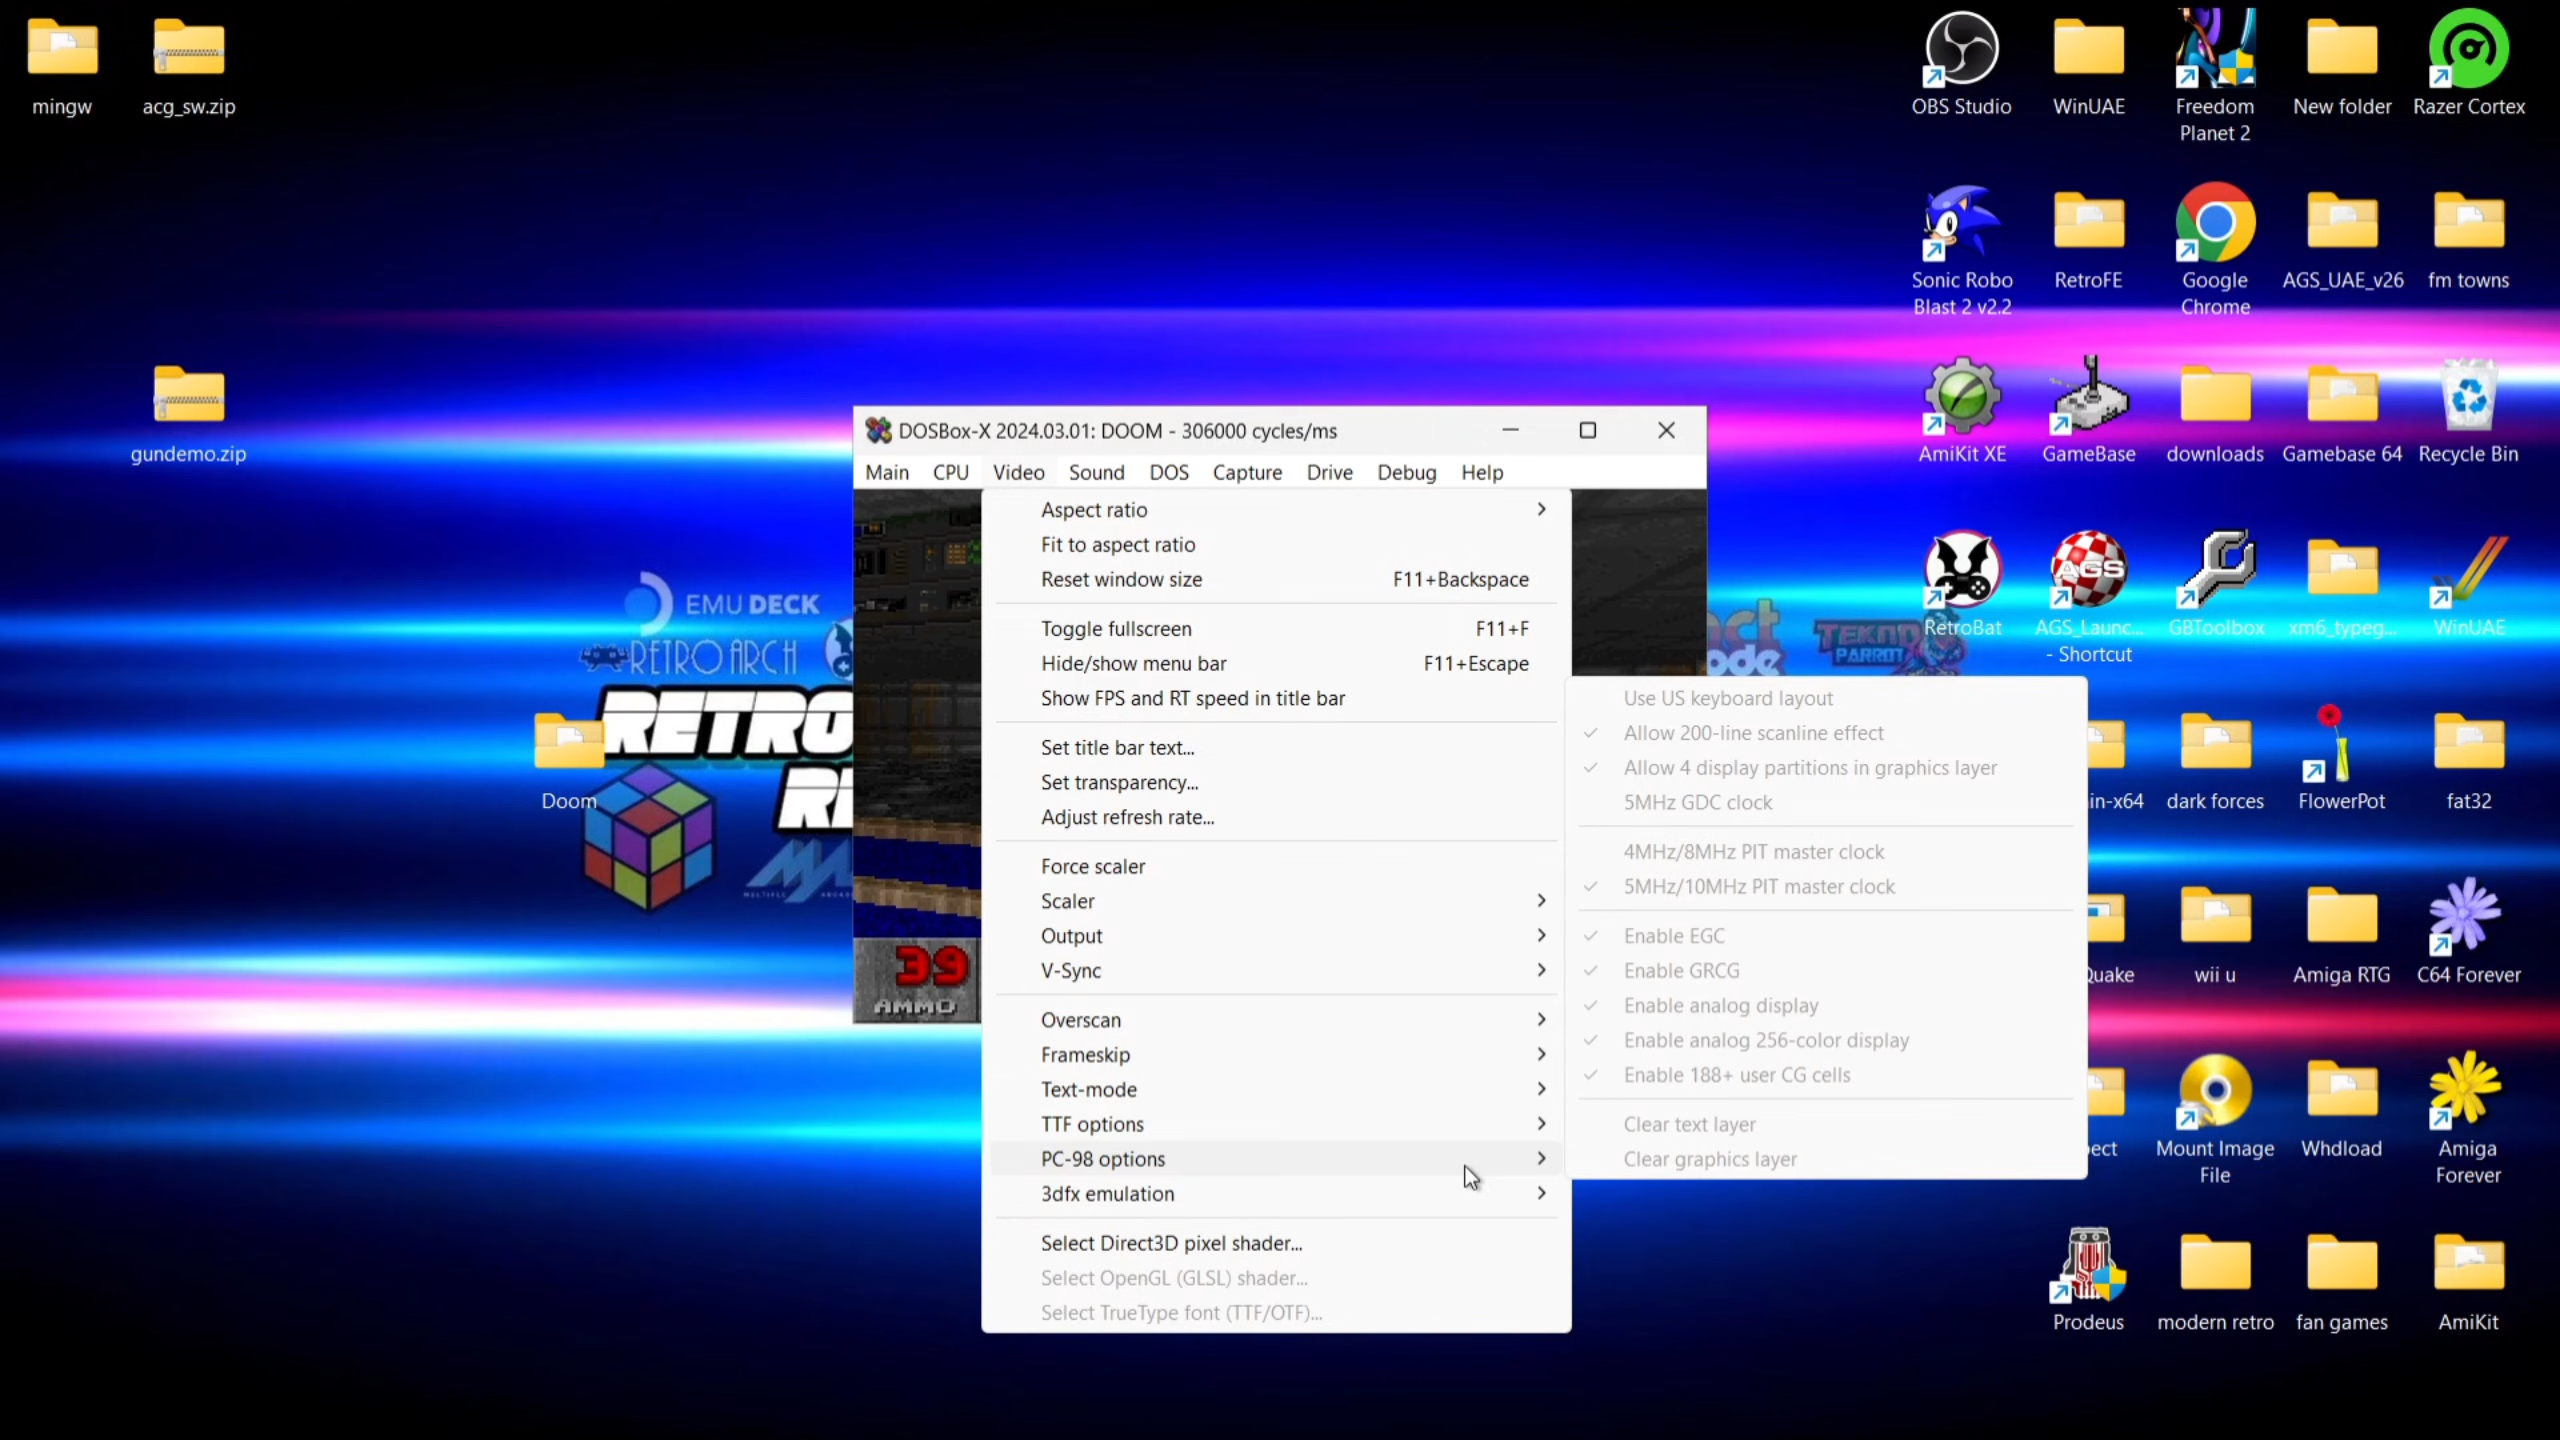 mingw
acg_sw.zip
OBS Studio
WinUAE
Freedom
Planet 2
New folder
Razer Cortex
Sonic Robo
Blast 2 v2.2
RetroFE
Google
Chrome
AGS_UAE_v26
fm towns
gundemo.zip
AmiKit XE
GameBase
downloads
Gamebase 64
Recycle Bin
DOSBox-X 2024.03.01: DOOM - 306000 cycles/ms
Main CPU Video Sound DOS Capture Drive Debug Help
Aspect ratio
Fit to aspect ratio
Reset window size F11+Backspace
Toggle fullscreen F11+F
Hide/show menu bar F11+Escape
Show FPS and RT speed in title bar
Set title bar text...
Set transparency...
Adjust refresh rate...
Force scaler
Scaler
Output
V-Sync
Overscan
Frameskip
Text-mode
TTF options
PC-98 options
3dfx emulation
Select Direct3D pixel shader...
Select OpenGL (GLSL) shader...
Select TrueType font (TTF/OTF)...
Use US keyboard layout
Allow 200-line scanline effect
Allow 4 display partitions in graphics layer
5MHz GDC clock
4MHz/8MHz PIT master clock
5MHz/10MHz PIT master clock
Enable EGC
Enable GRCG
Enable analog display
Enable analog 256-color display
Enable 188+ user CG cells
Clear text layer
Clear graphics layer
39
AMMO
EMU DECK
RETRO ARCH
RETRO
Doom
TEKNO
PARROT
RetroBat
AGS
AGS_Launc...
- Shortcut
GBToolbox
xm6_typeg...
WinUAE
in-x64
dark forces
FlowerPot
fat32
Quake
wii u
Amiga RTG
C64 Forever
Mount Image
File
Whdload
Amiga
Forever
Prodeus
modern retro
fan games
AmiKit